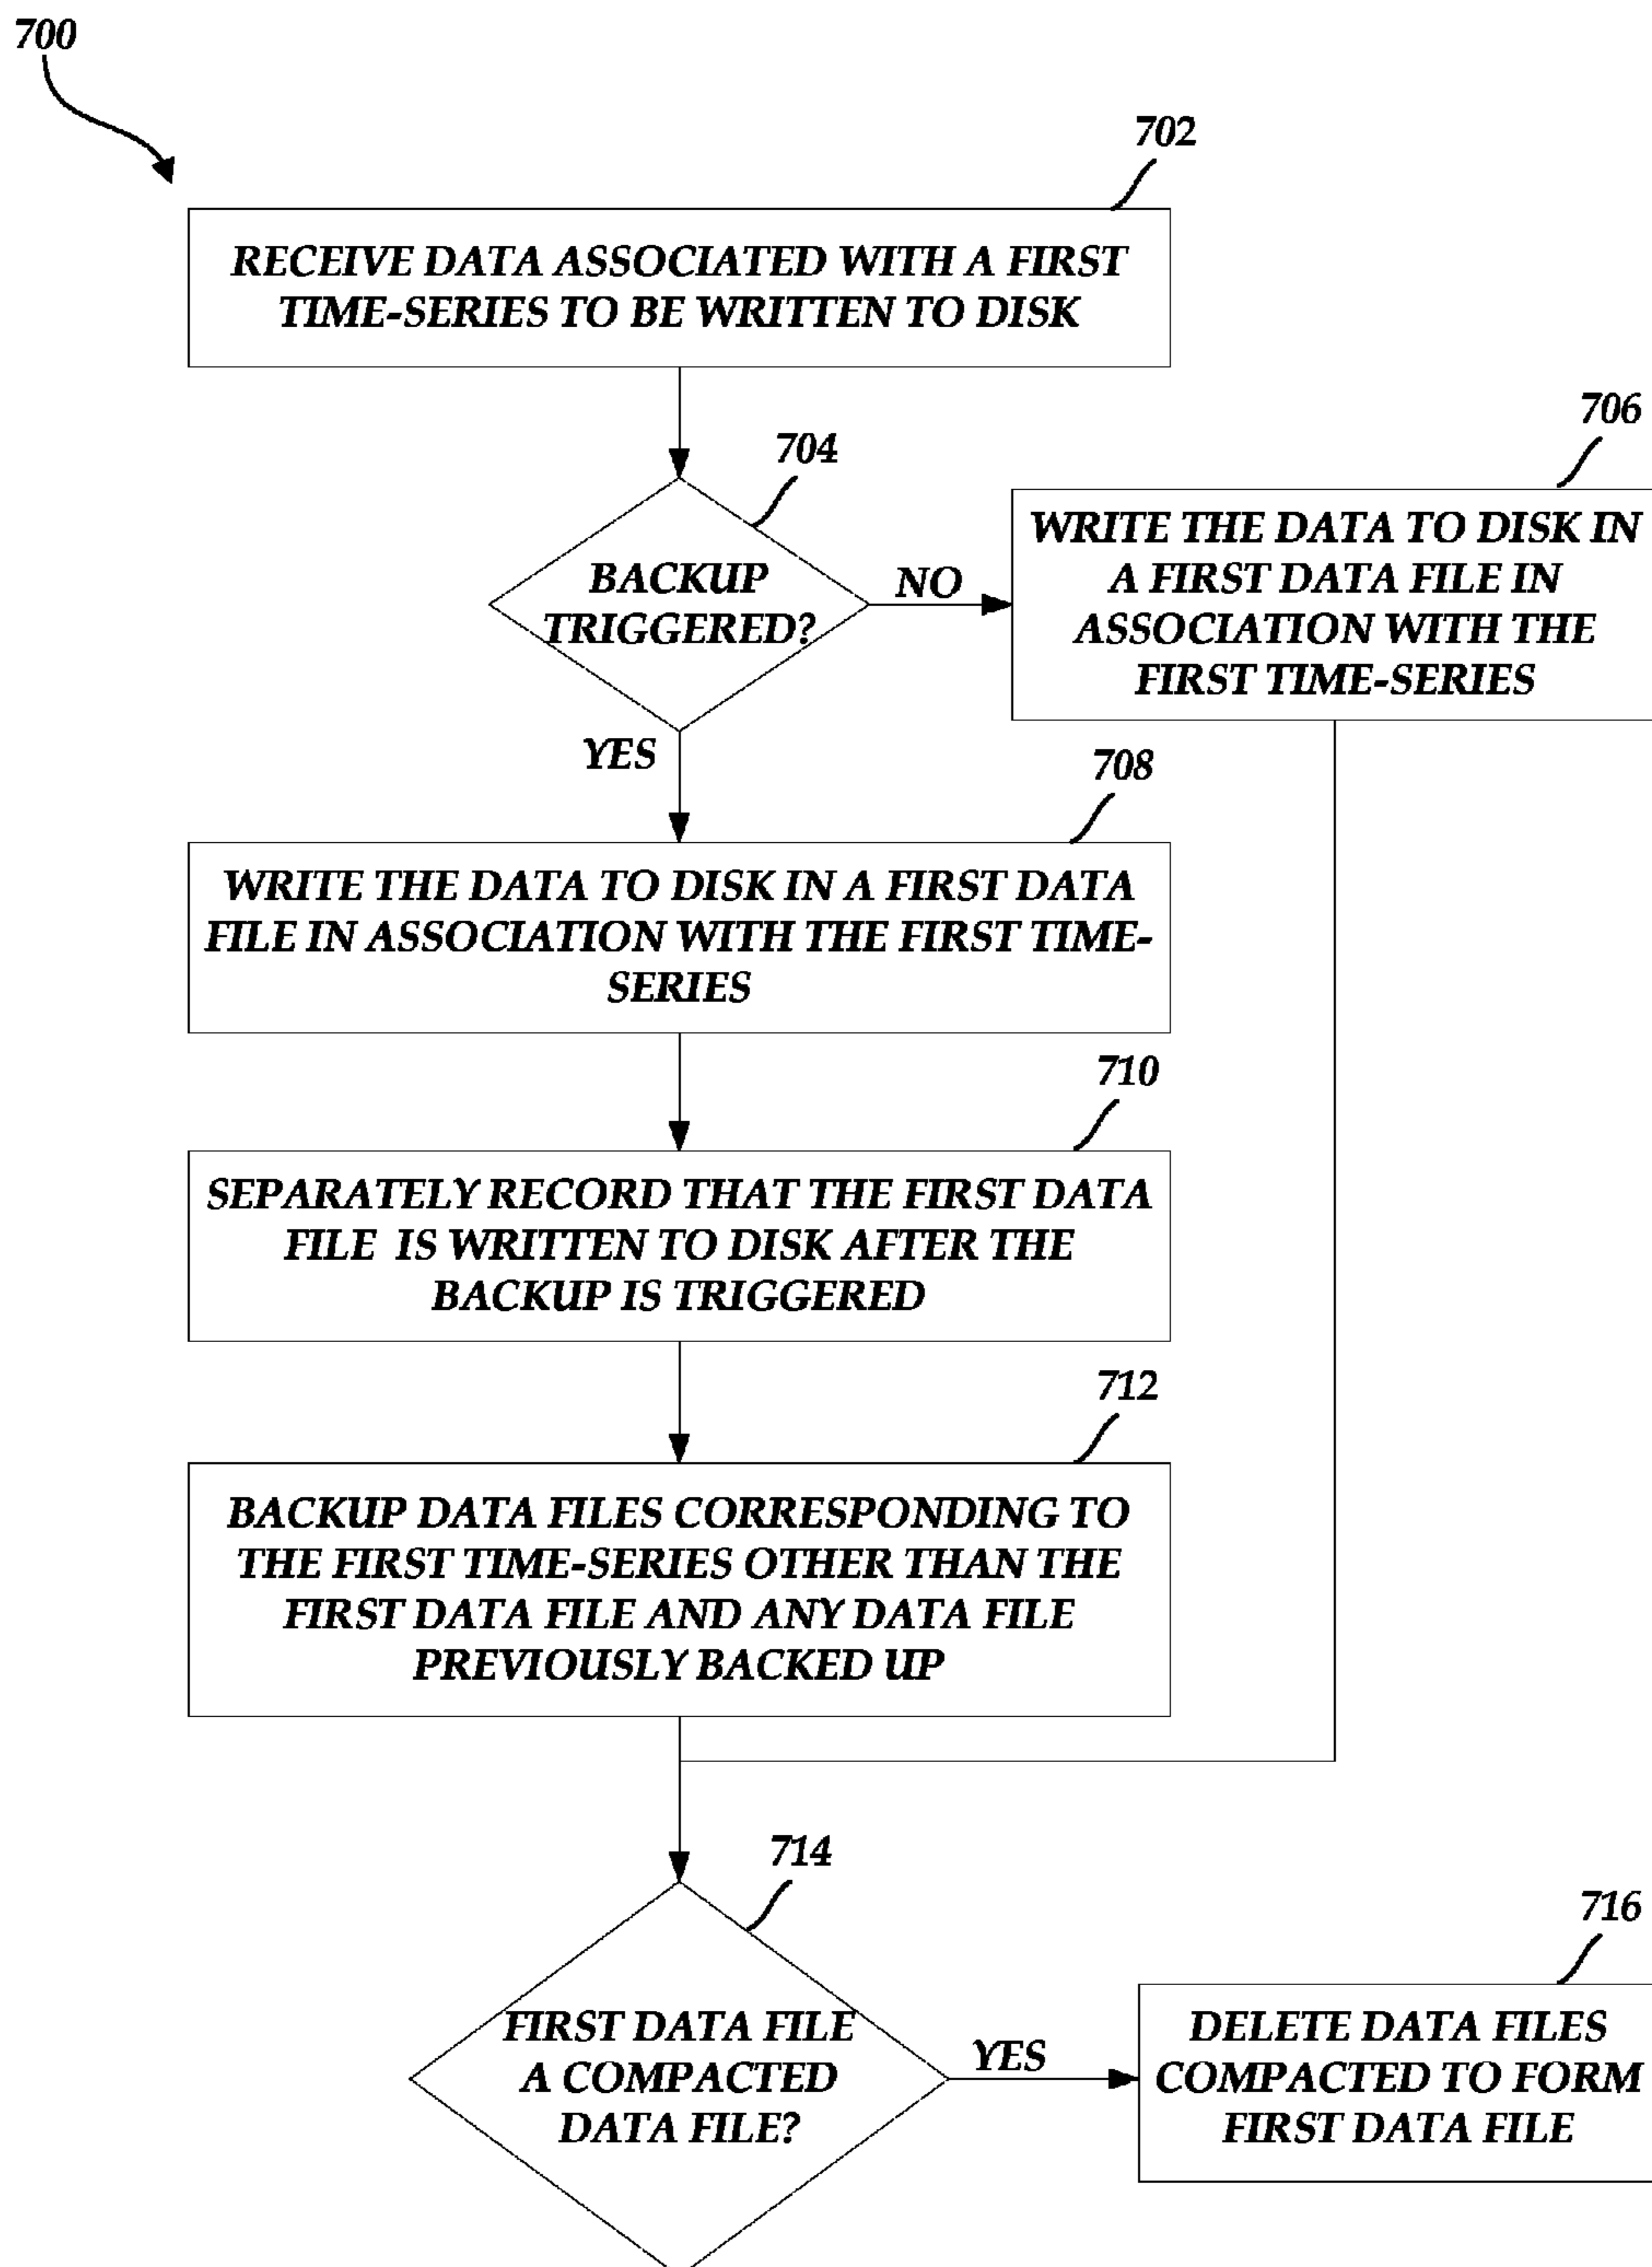 700
702
RECEIVE DATA ASSOCIATED WITH A FIRST
TIME-SERIES TO BE WRITTEN TO DISK
704
BACKUP
TRIGGERED?
NO
706
WRITE THE DATA TO DISK IN
A FIRST DATA FILE IN
ASSOCIATION WITH THE
FIRST TIME-SERIES
YES
708
WRITE THE DATA TO DISK IN A FIRST DATA
FILE IN ASSOCIATION WITH THE FIRST TIME-
SERIES
710
SEPARATELY RECORD THAT THE FIRST DATA
FILE IS WRITTEN TO DISK AFTER THE
BACKUP IS TRIGGERED
712
BACKUP DATA FILES CORRESPONDING TO
THE FIRST TIME-SERIES OTHER THAN THE
FIRST DATA FILE AND ANY DATA FILE
PREVIOUSLY BACKED UP
714
FIRST DATA FILE
A COMPACTED
DATA FILE?
YES
716
DELETE DATA FILES
COMPACTED TO FORM
FIRST DATA FILE